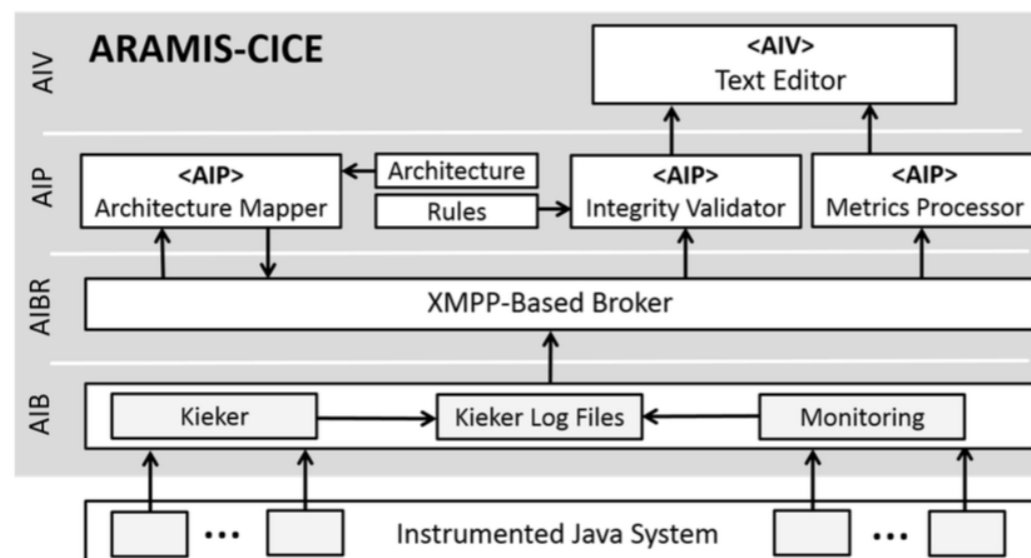 AIV
ARAMIS-CICE
<AIV>
Text Editor
AIP
<AIP>
Architecture Mapper
Architecture
Rules
<AIP>
Integrity Validator
<AIP>
Metrics Processor
AIBR
XMPP-Based Broker
AIB
Kieker
Kieker Log Files
Monitoring
...
Instrumented Java System
...